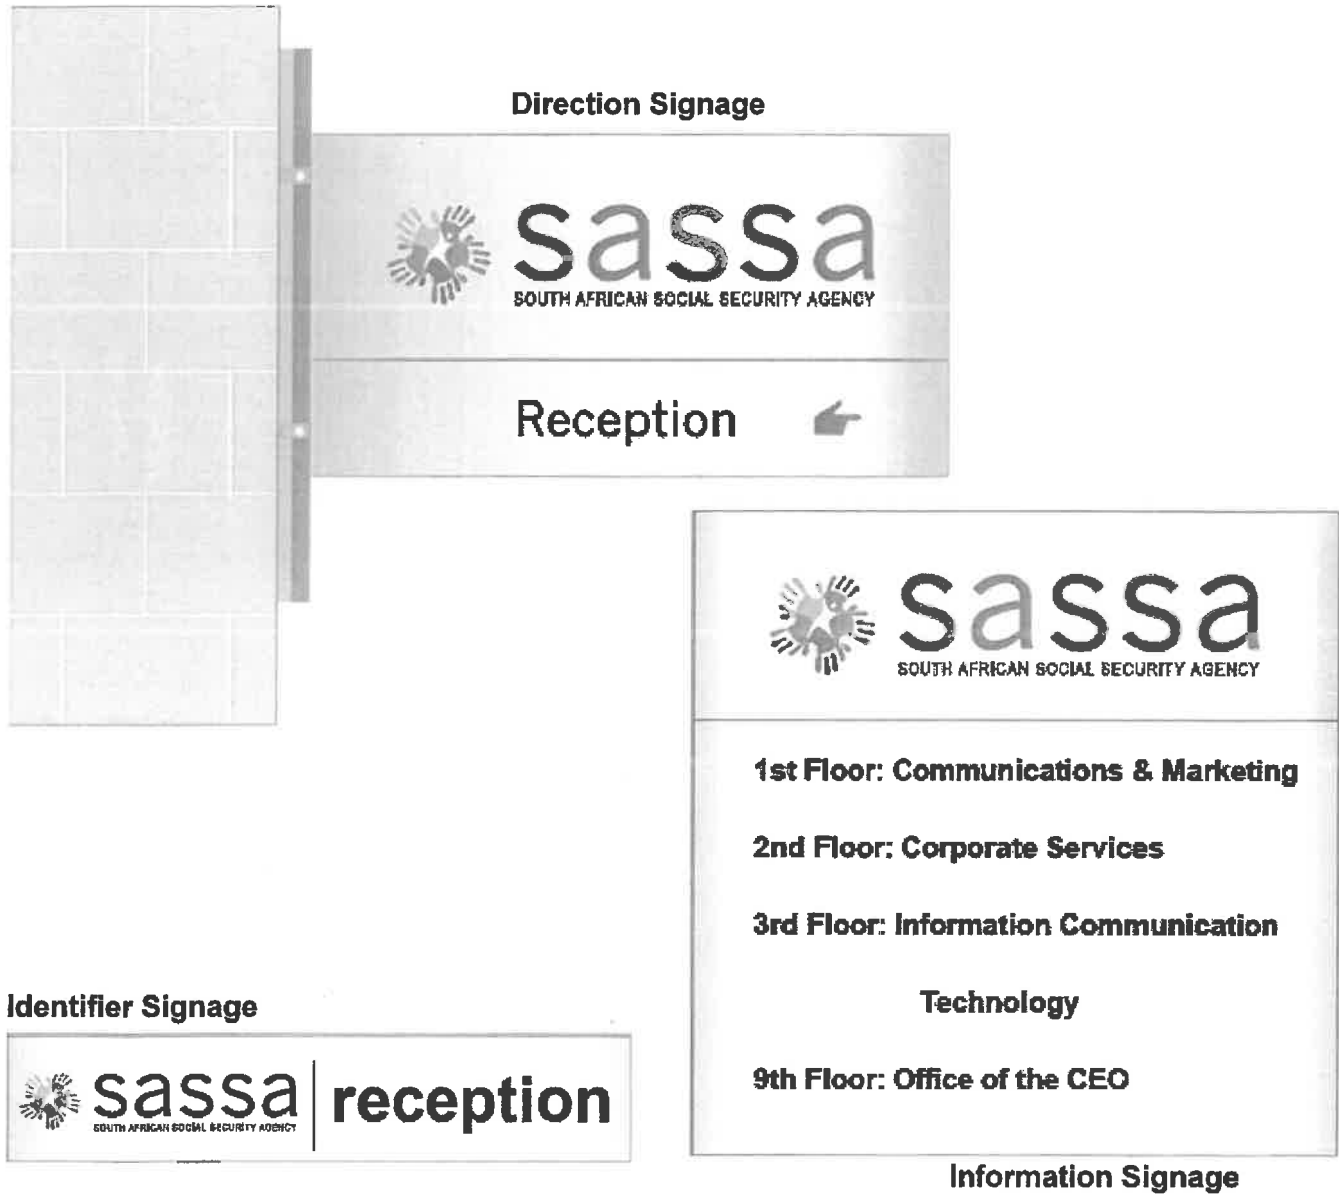 Direction Signage
sassa
SOUTH AFRICAN SOCIAL SECURITY AGENCY
Reception
sassa
SOUTH AFRICAN SOCIAL SECURITY AGENCY
1st Floor: Communications & Marketing
2nd Floor: Corporate Services
3rd Floor: Information Communication
Technology
9th Floor: Office of the CEO
Information Signage
Identifier Signage
sassa | reception
SOUTH AFRICAN SOCIAL SECURITY AGENCY